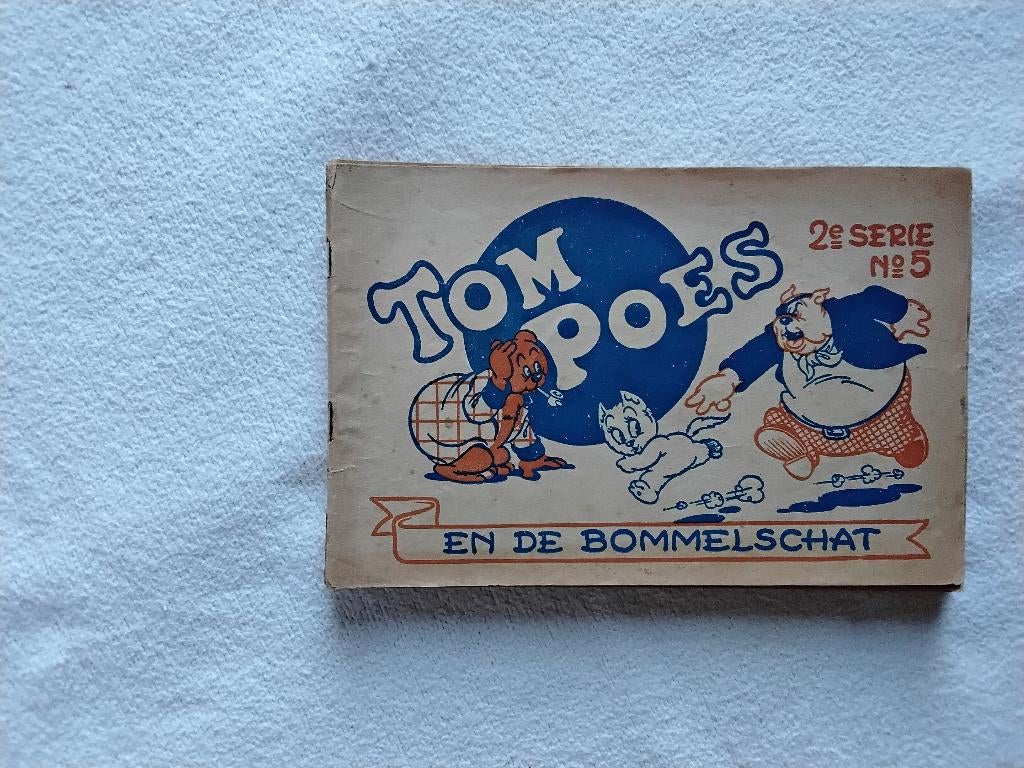 TOM
POES
2e SERIE
No 5
EN DE BOMMELSCHAT